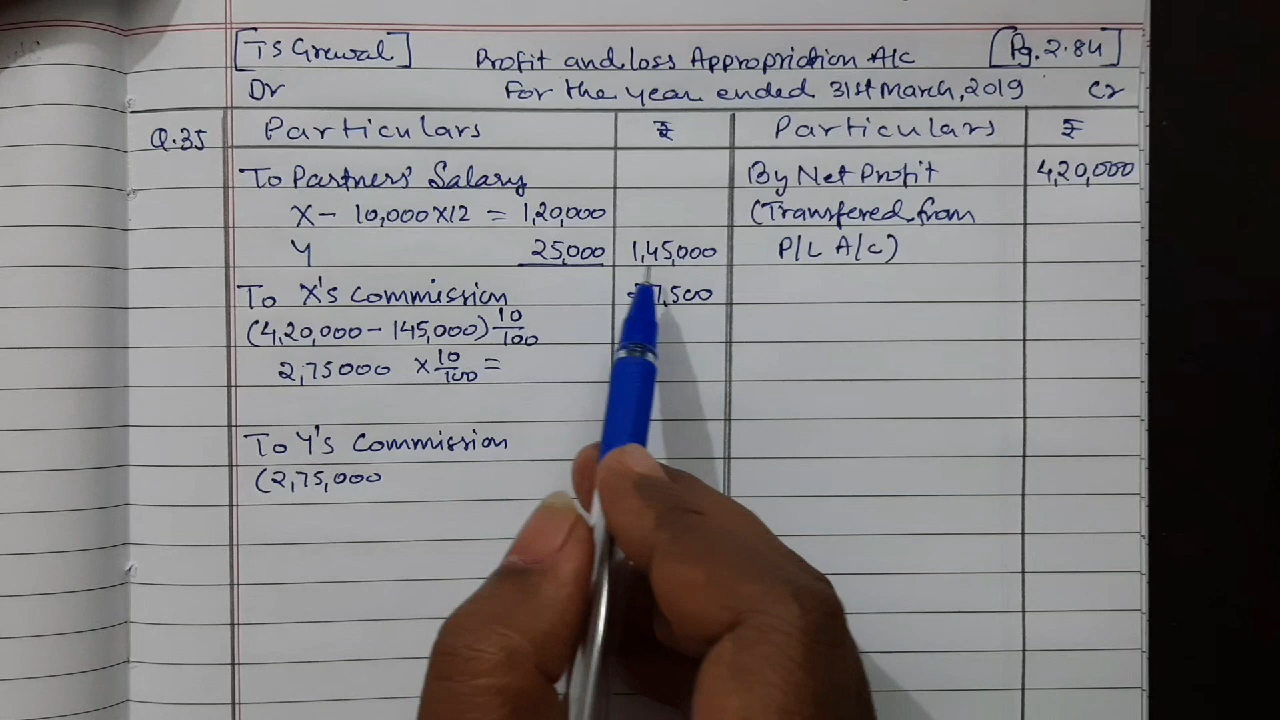 [TS Grewal] Profit and loss Appropriation A/c [Pg. 2.84]
Dr For the year ended 31st March, 2019 Cr
Q.35 Particulars ₹ Particulars ₹
To Partners' Salary By Net Profit 4,20,000
X - 10,000 X 12 = 1,20,000 (Transfered from
Y 25,000 1,45,000 P/L A/c)
To X's Commission 7,500
(4,20,000 - 145,000) 10/100
2,75000 x 10/100 =
To Y's Commission
(2,75,000